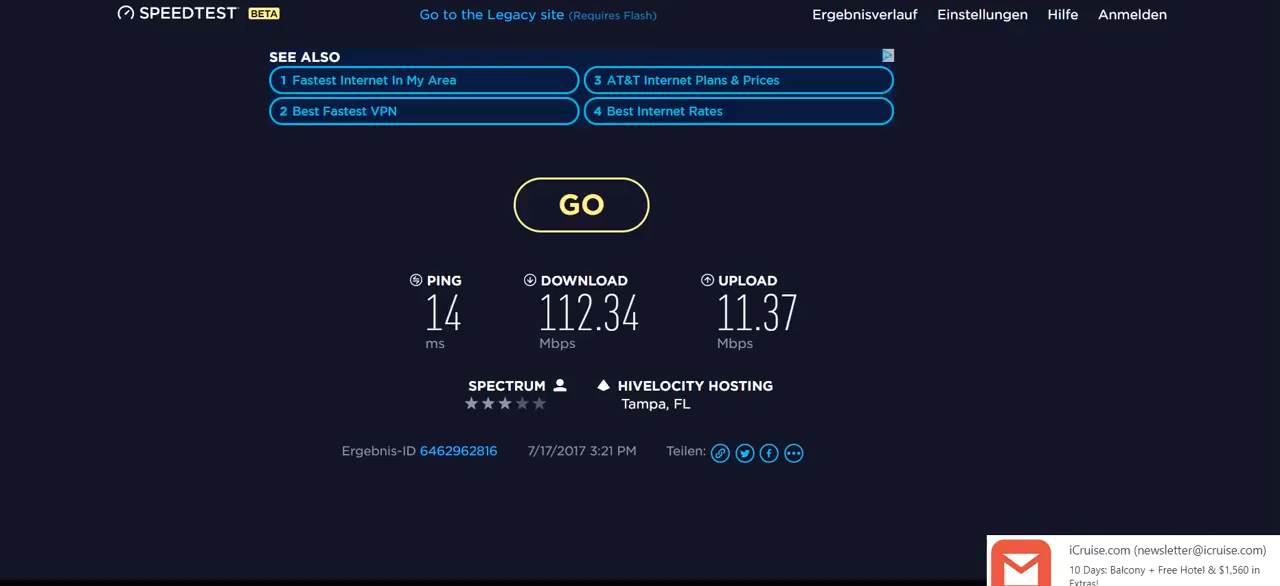 SPEEDTEST BETA
Go to the Legacy site (Requires Flash)
Ergebnisverlauf Einstellungen Hilfe Anmelden
SEE ALSO
1 Fastest Internet In My Area
3 AT&T Internet Plans & Prices
2 Best Fastest VPN
4 Best Internet Rates
GO
PING DOWNLOAD UPLOAD
14 112.34 11.37
ms Mbps Mbps
SPECTRUM HIVELOCITY HOSTING
Tampa, FL
Ergebnis-ID 6462962816 7/17/2017 3:21 PM Teilen:
iCruise.com (newsletter@icruise.com)
10 Days: Balcony + Free Hotel & $1,560 in
Extras!